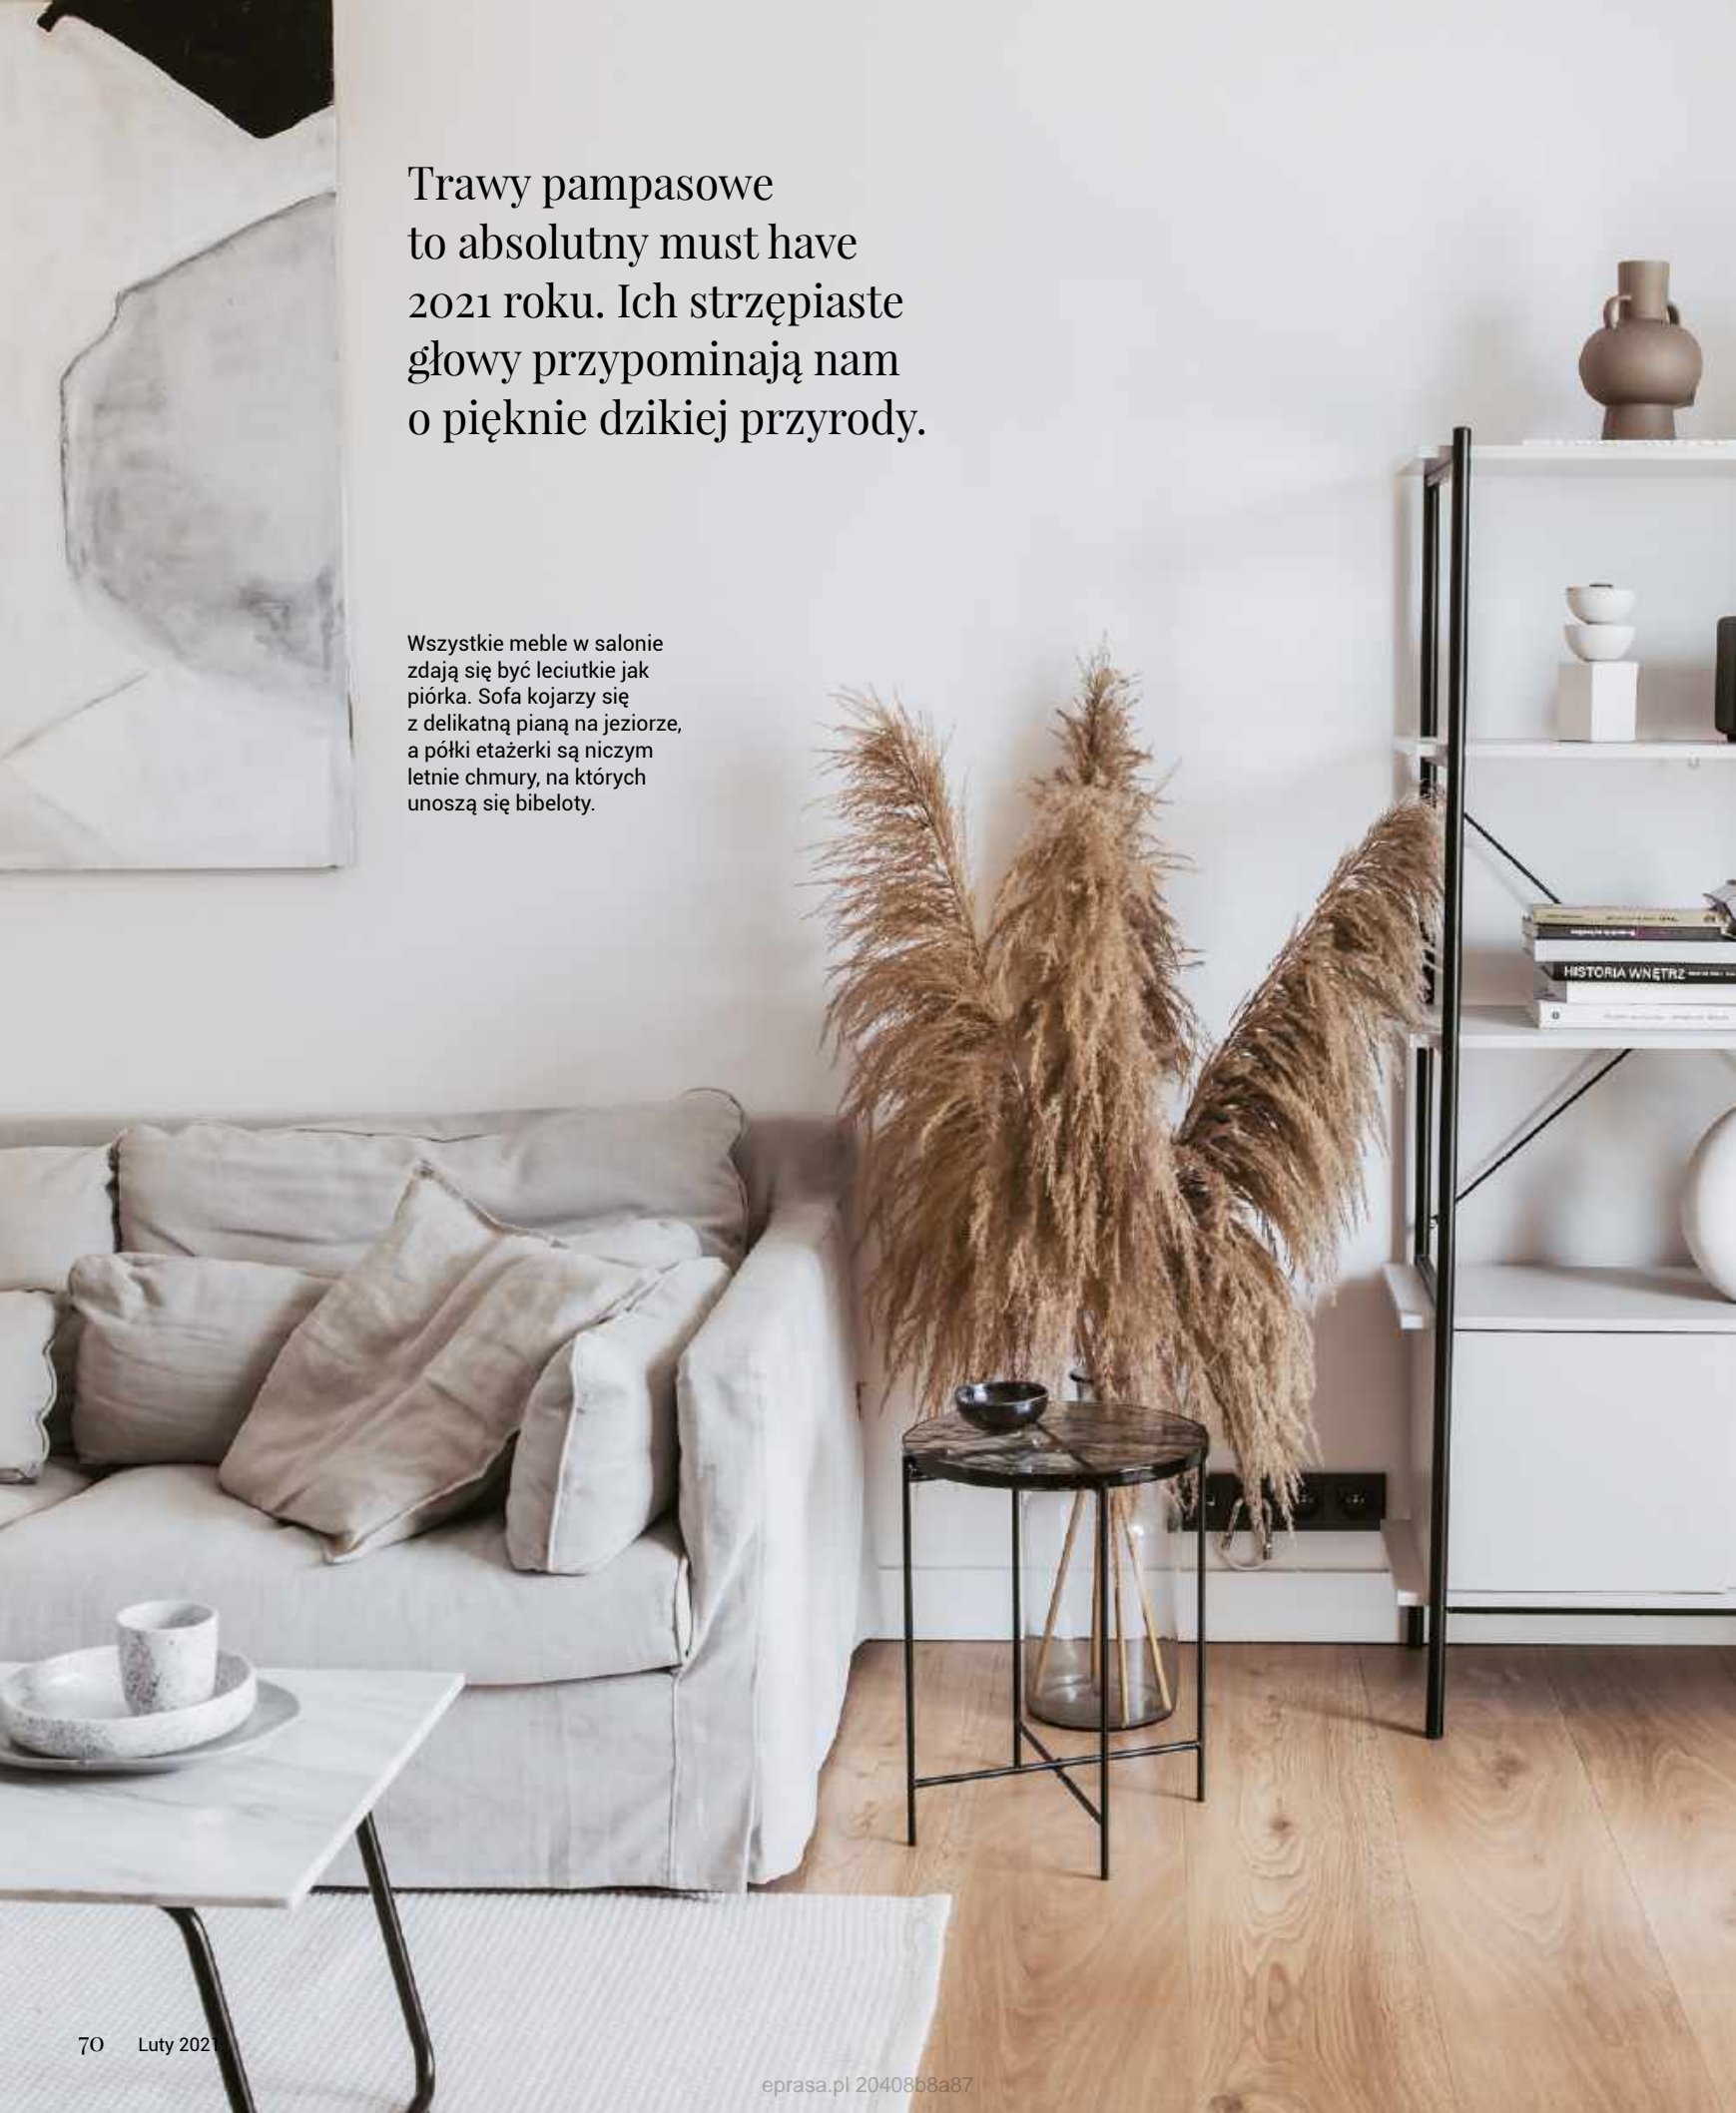 Trawy pampasowe
to absolutny must have
2021 roku. Ich strzępiaste
głowy przypominają nam
o pięknie dzikiej przyrody.
Wszystkie meble w salonie
zdają się być leciutkie jak
piórka. Sofa kojarzy się
z delikatną pianą na jeziorze,
a półki etażerki są niczym
letnie chmury, na których
unoszą się bibeloty.
HISTORIA WNĘTRZ
70 Luty 2021
eprasa.pl 20408b8a87